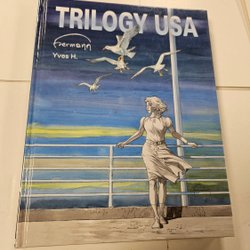 TRILOGY USA
Hermann
Yves H.